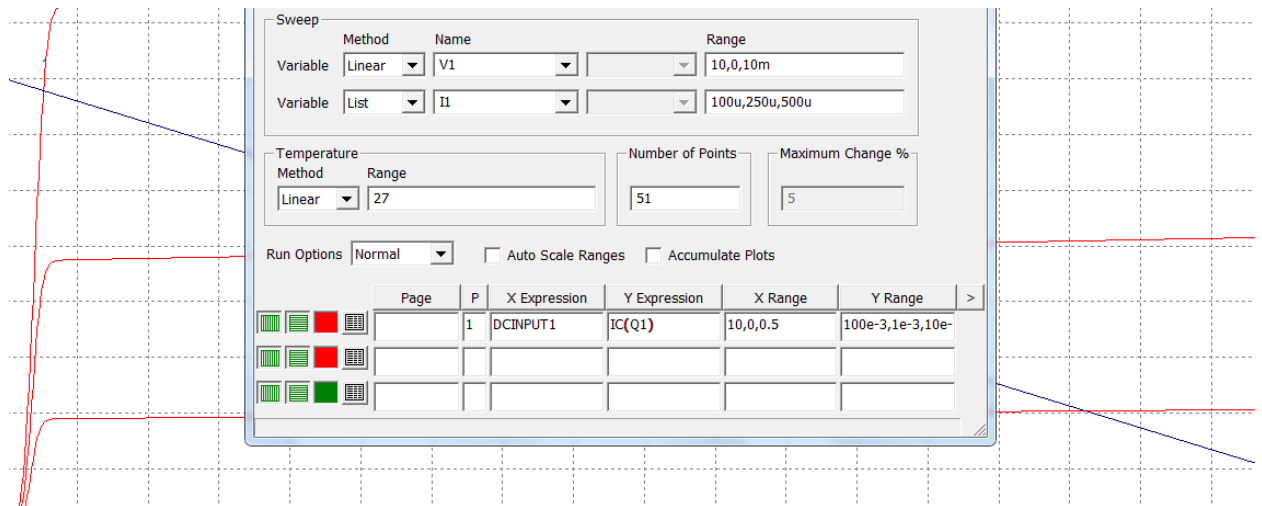 Sweep
Method Name Range
Variable Linear V1 10,0,10m
Variable List I1 100u,250u,500u
Temperature Number of Points Maximum Change %
Method Range
Linear 27 51 5
Run Options Normal Auto Scale Ranges Accumulate Plots
Page P X Expression Y Expression X Range Y Range >
1 DCINPUT1 IC(Q1) 10,0,0.5 100e-3,1e-3,10e-